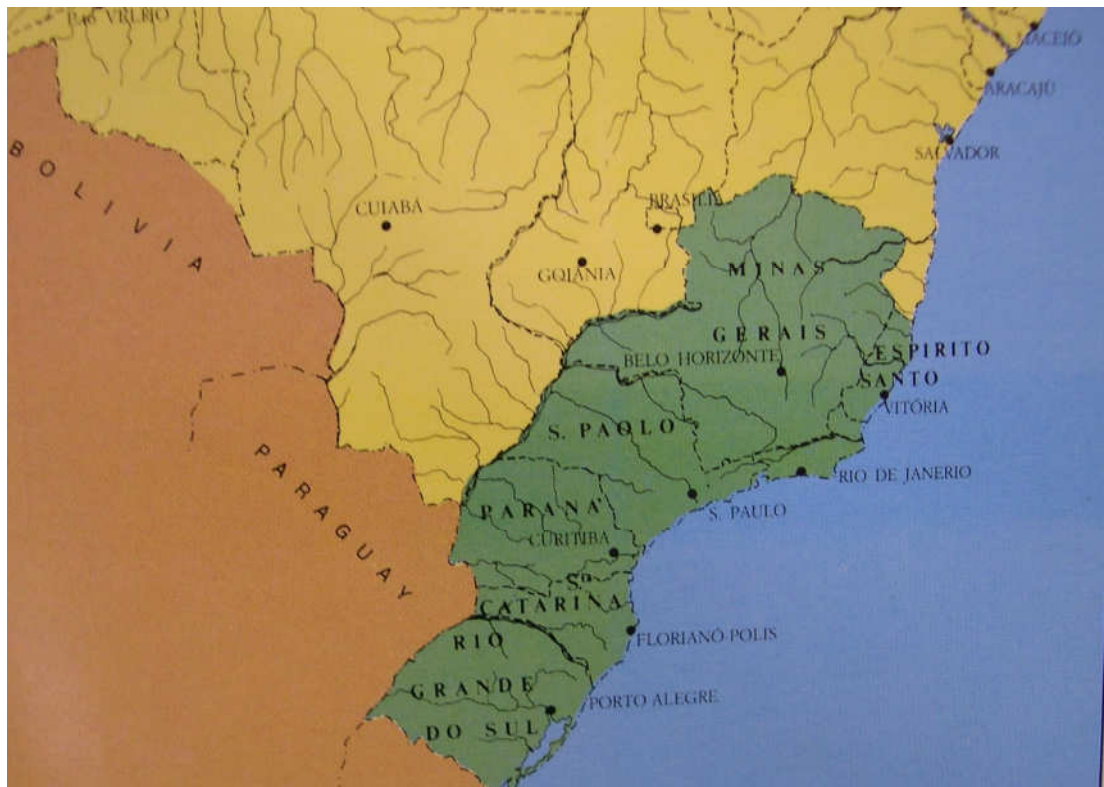 MACEIÓ
ARACAJÚ
SALVADOR
BOLIVIA
CUIABÁ
BRASILIA
GOIÂNIA
MINAS
GERAIS
BELO HORIZONTE
ESPIRITO
SANTO
VITÓRIA
S. PAOLO
RIO DE JANERIO
PARAGUAY
S. PAULO
PARANÁ
CURITIBA
Sª
CATARINA
FLORIANÓ-POLIS
RIO
GRANDE
DO SUL
PORTO ALEGRE